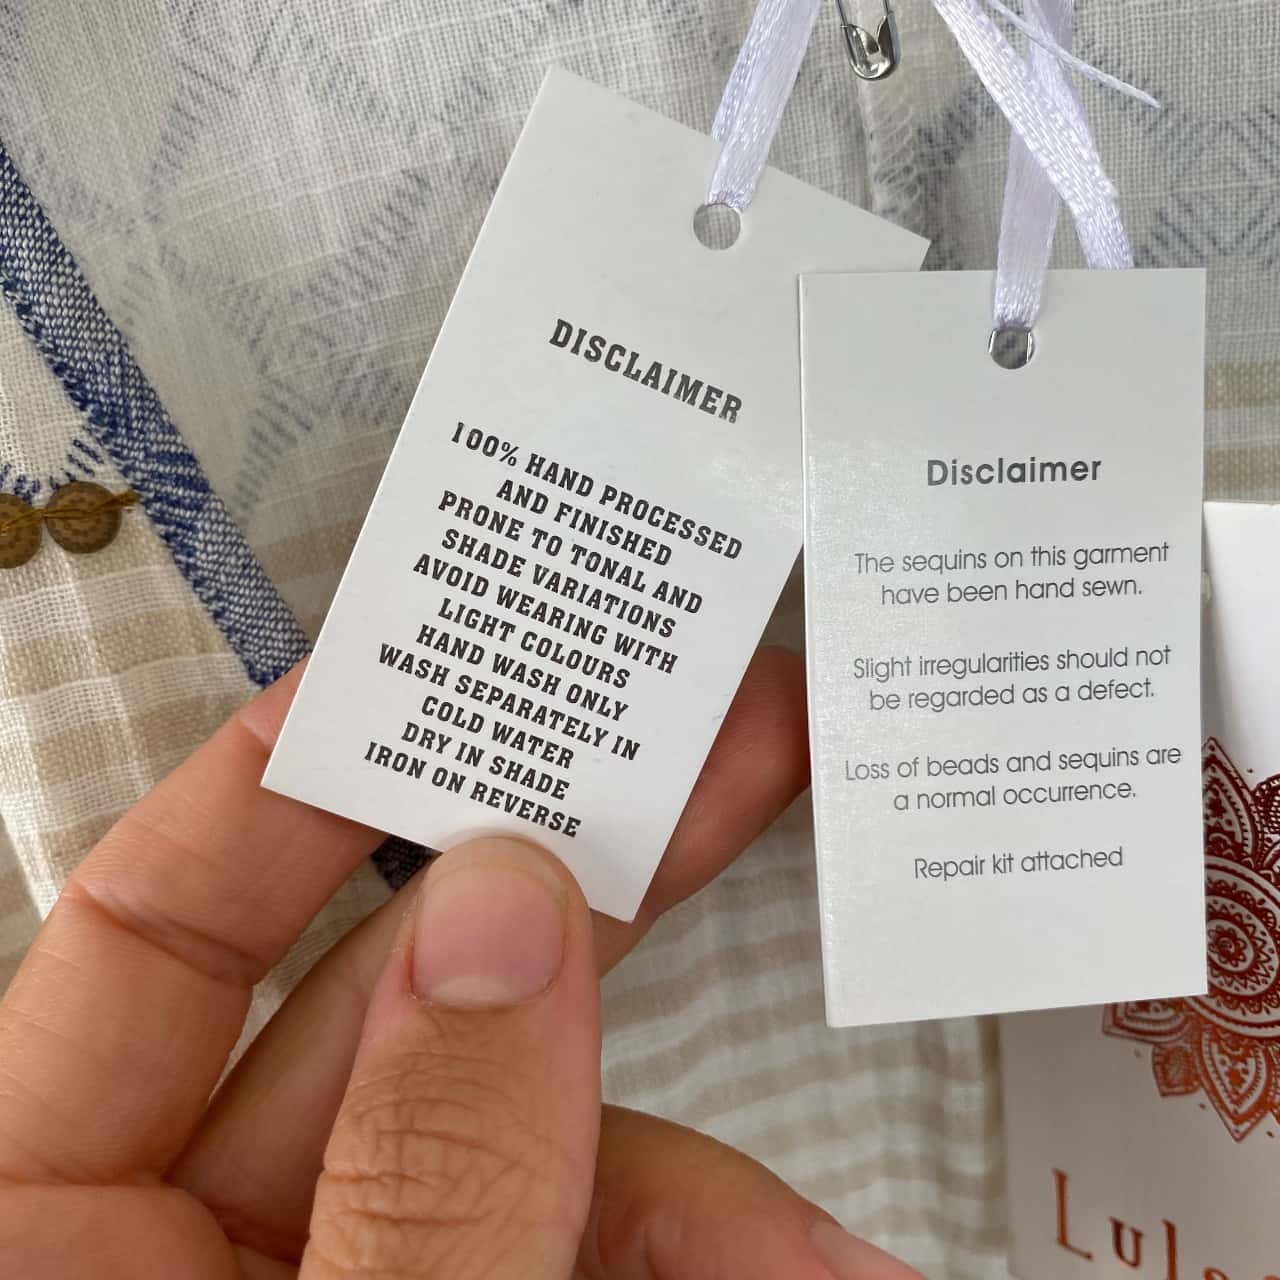 DISCLAIMER
100% HAND PROCESSED
AND FINISHED
PRONE TO TONAL AND
SHADE VARIATIONS
AVOID WEARING WITH
LIGHT COLOURS
HAND WASH ONLY
WASH SEPARATELY IN
COLD WATER
DRY IN SHADE
IRON ON REVERSE
Disclaimer
The sequins on this garment
have been hand sewn.
Slight irregularities should not
be regarded as a defect.
Loss of beads and sequins are
a normal occurrence.
Repair kit attached